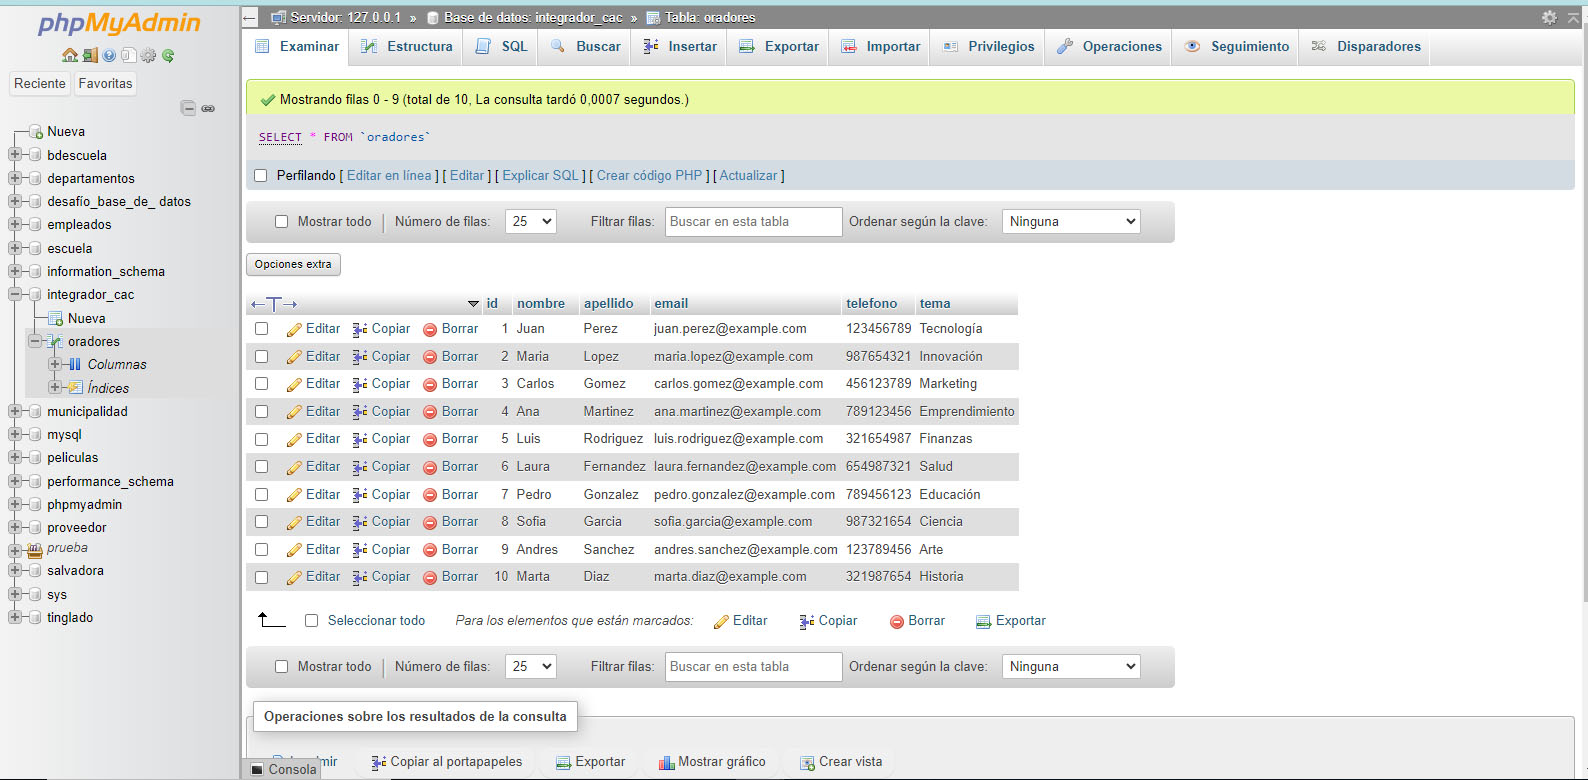 phpMyAdmin
Reciente Favoritas
Nueva
bdescuela
departamentos
desafío_base_de_ datos
empleados
escuela
information_schema
integrador_cac
Nueva
oradores
Columnas
Índices
municipalidad
mysql
peliculas
performance_schema
phpmyadmin
proveedor
prueba
salvadora
sys
tinglado
Servidor: 127.0.0.1 » Base de datos: integrador_cac » Tabla: oradores
Examinar Estructura SQL Buscar Insertar Exportar Importar Privilegios Operaciones Seguimiento Disparadores
Mostrando filas 0 - 9 (total de 10, La consulta tardó 0,0007 segundos.)
SELECT * FROM `oradores`
Perfilando [ Editar en línea ] [ Editar ] [ Explicar SQL ] [ Crear código PHP ] [ Actualizar ]
Mostrar todo | Número de filas: 25 Filtrar filas: Buscar en esta tabla Ordenar según la clave: Ninguna
Opciones extra
←T→ id nombre apellido email telefono tema
Editar Copiar Borrar 1 Juan Perez juan.perez@example.com 123456789 Tecnología
Editar Copiar Borrar 2 Maria Lopez maria.lopez@example.com 987654321 Innovación
Editar Copiar Borrar 3 Carlos Gomez carlos.gomez@example.com 456123789 Marketing
Editar Copiar Borrar 4 Ana Martinez ana.martinez@example.com 789123456 Emprendimiento
Editar Copiar Borrar 5 Luis Rodriguez luis.rodriguez@example.com 321654987 Finanzas
Editar Copiar Borrar 6 Laura Fernandez laura.fernandez@example.com 654987321 Salud
Editar Copiar Borrar 7 Pedro Gonzalez pedro.gonzalez@example.com 789456123 Educación
Editar Copiar Borrar 8 Sofia Garcia sofia.garcia@example.com 987321654 Ciencia
Editar Copiar Borrar 9 Andres Sanchez andres.sanchez@example.com 123789456 Arte
Editar Copiar Borrar 10 Marta Diaz marta.diaz@example.com 321987654 Historia
Seleccionar todo Para los elementos que están marcados: Editar Copiar Borrar Exportar
Mostrar todo | Número de filas: 25 Filtrar filas: Buscar en esta tabla Ordenar según la clave: Ninguna
Operaciones sobre los resultados de la consulta
Copiar al portapapeles Exportar Mostrar gráfico Crear vista
Consola